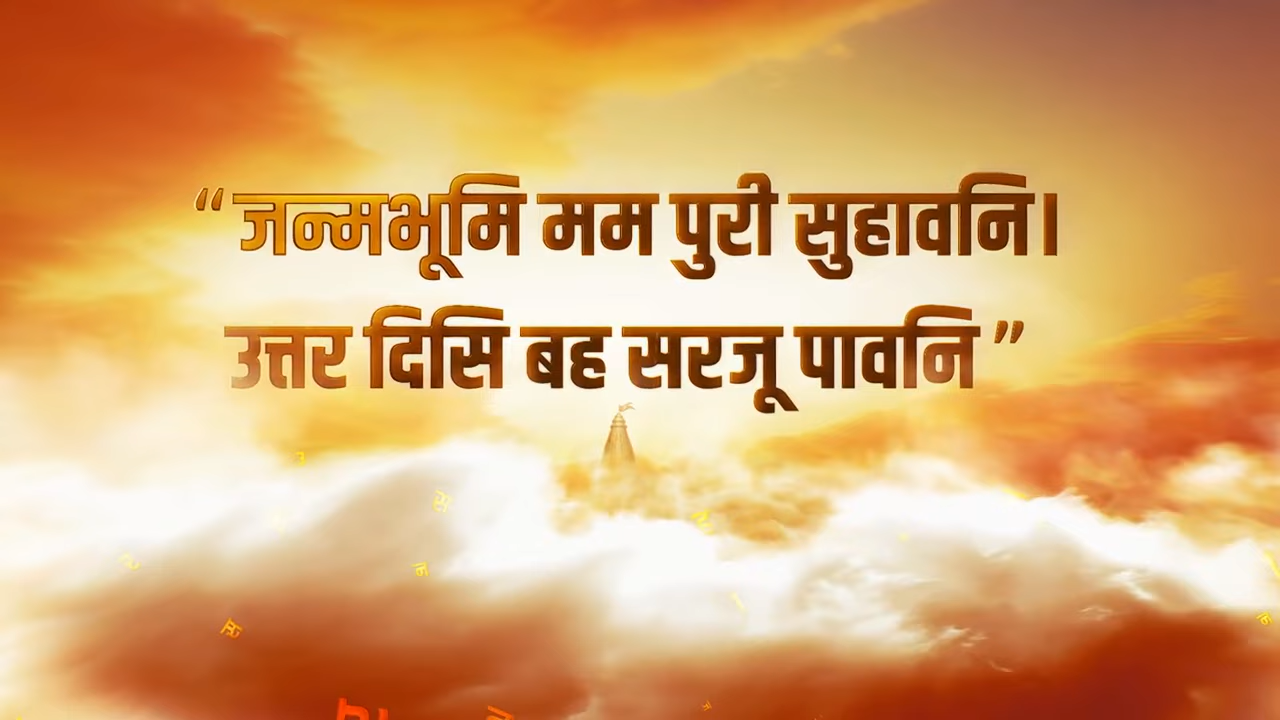 “जन्मभूमि मम पुरी सुहावनि।
उत्तर दिसि बह सरजू पावनि”